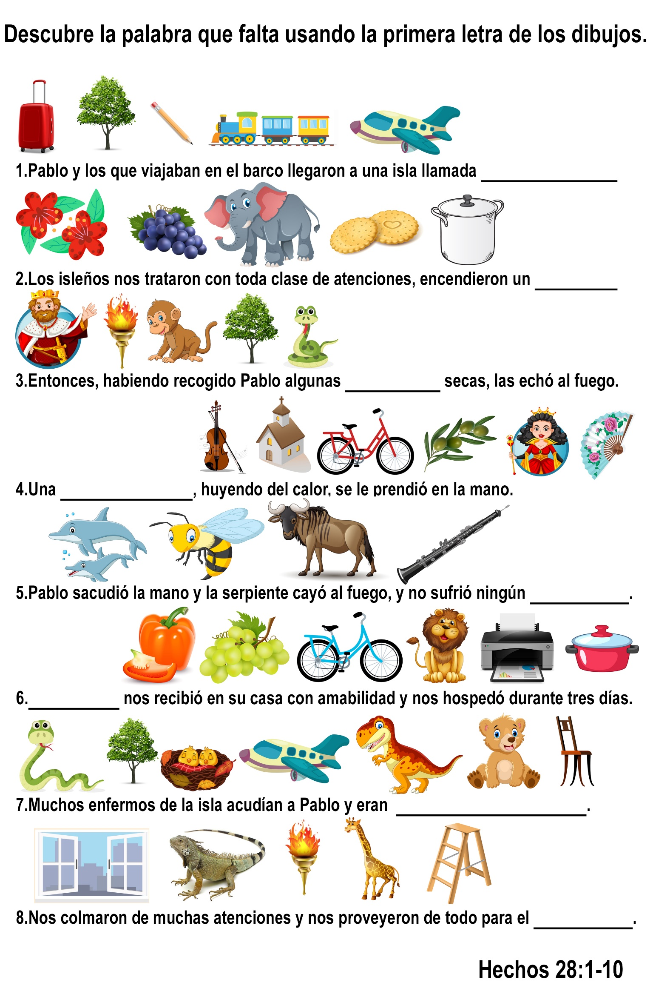 Descubre la palabra que falta usando la primera letra de los dibujos.
1.Pablo y los que viajaban en el barco llegaron a una isla llamada ______________
2.Los isleños nos trataron con toda clase de atenciones, encendieron un _________
3.Entonces, habiendo recogido Pablo algunas __________ secas, las echó al fuego.
4.Una ______________, huyendo del calor, se le prendió en la mano.
5.Pablo sacudió la mano y la serpiente cayó al fuego, y no sufrió ningún __________.
6.__________ nos recibió en su casa con amabilidad y nos hospedó durante tres días.
7.Muchos enfermos de la isla acudían a Pablo y eran ____________________.
8.Nos colmaron de muchas atenciones y nos proveyeron de todo para el __________.
Hechos 28:1-10